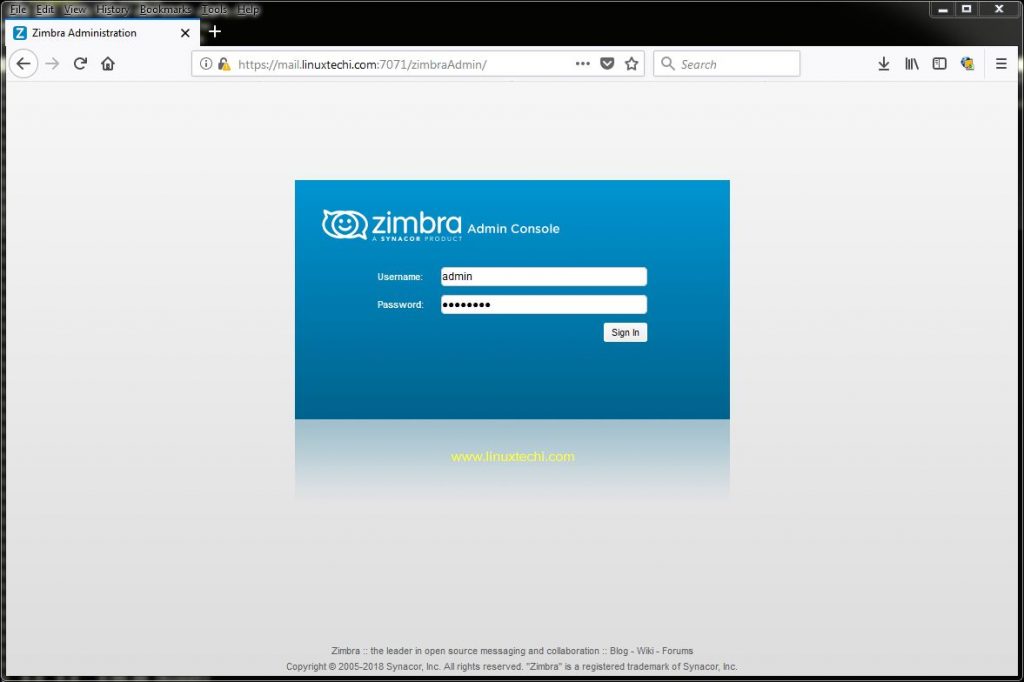 File Edit View History Bookmarks Tools Help
Zimbra Administration
https://mail.linuxtechi.com:7071/zimbraAdmin/
Search
zimbra Admin Console
A SYNACOR PRODUCT
Username: admin
Password: ●●●●●●●●
Sign In
www.linuxtechi.com
Zimbra :: the leader in open source messaging and collaboration :: Blog - Wiki - Forums
Copyright © 2005-2018 Synacor, Inc. All rights reserved. "Zimbra" is a registered trademark of Synacor, Inc.